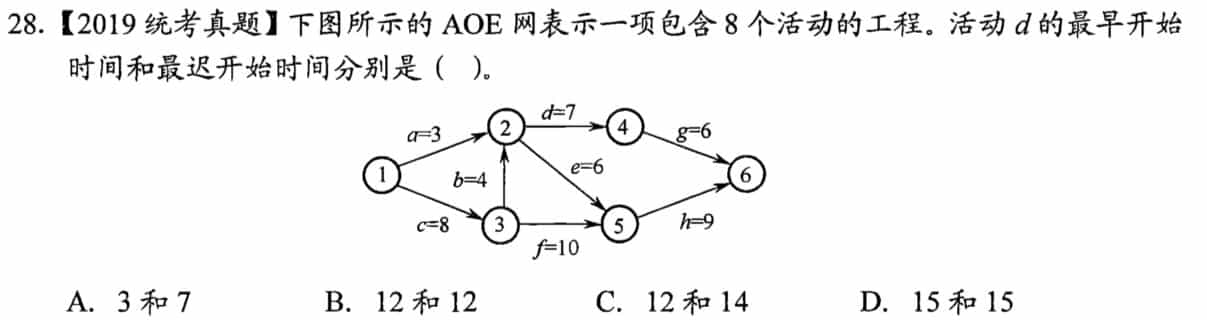 28.【2019 统考真题】下图所示的 AOE 网表示一项包含 8 个活动的工程。活动 d 的最早开始
时间和最迟开始时间分别是（ ）。
d=7
2
4
a=3
g=6
1
b=4
e=6
6
c=8
3
5
h=9
f=10
A. 3 和 7
B. 12 和 12
C. 12 和 14
D. 15 和 15